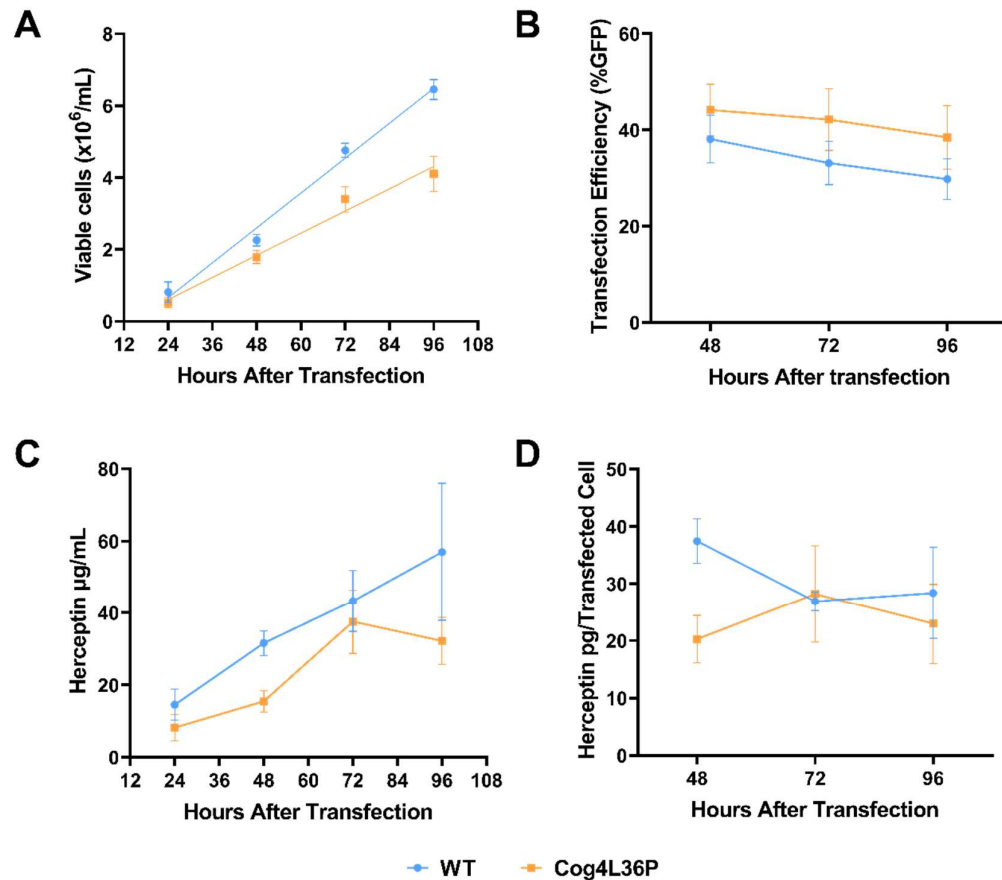 A
Viable cells (x10⁶/mL)
8
6
4
2
0
12 24 36 48 60 72 84 96 108
Hours After Transfection
B
Transfection Efficiency (%GFP)
60
40
20
0
48 72 96
Hours After transfection
C
Herceptin µg/mL
80
60
40
20
0
12 24 36 48 60 72 84 96 108
Hours After Transfection
D
Herceptin pg/Transfected Cell
50
40
30
20
10
0
48 72 96
Hours After Transfection
WT Cog4L36P